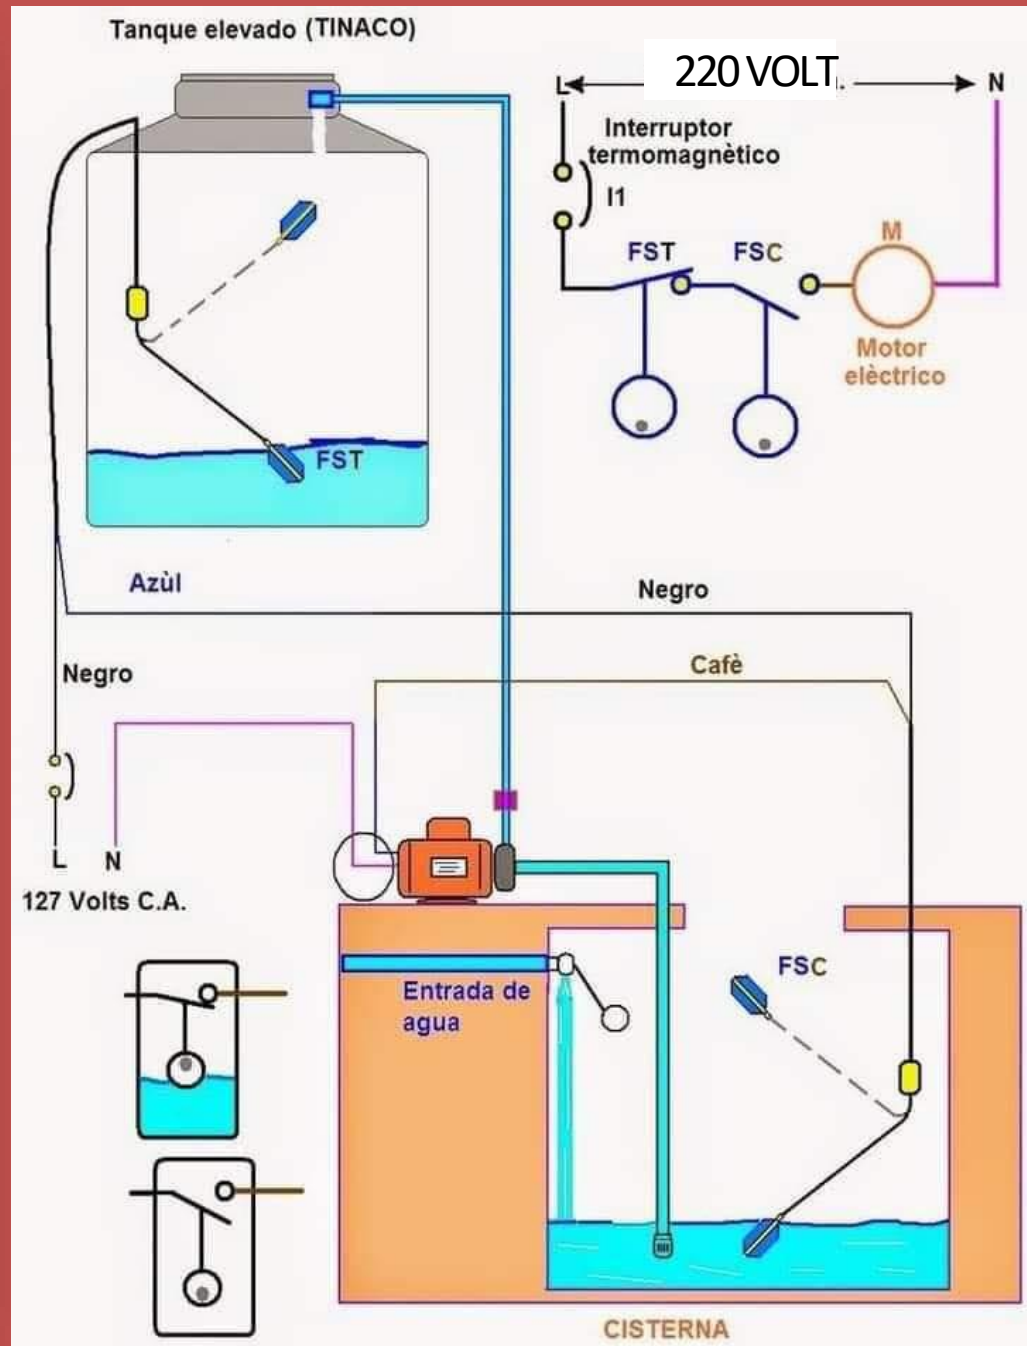 Tanque elevado (TINACO)
L
220 VOLT.
N
Interruptor
termomagnètico
I1
FST
FSC
M
Motor
elèctrico
FST
Azùl
Negro
Negro
Cafè
L
N
127 Volts C.A.
FSC
Entrada de
agua
CISTERNA